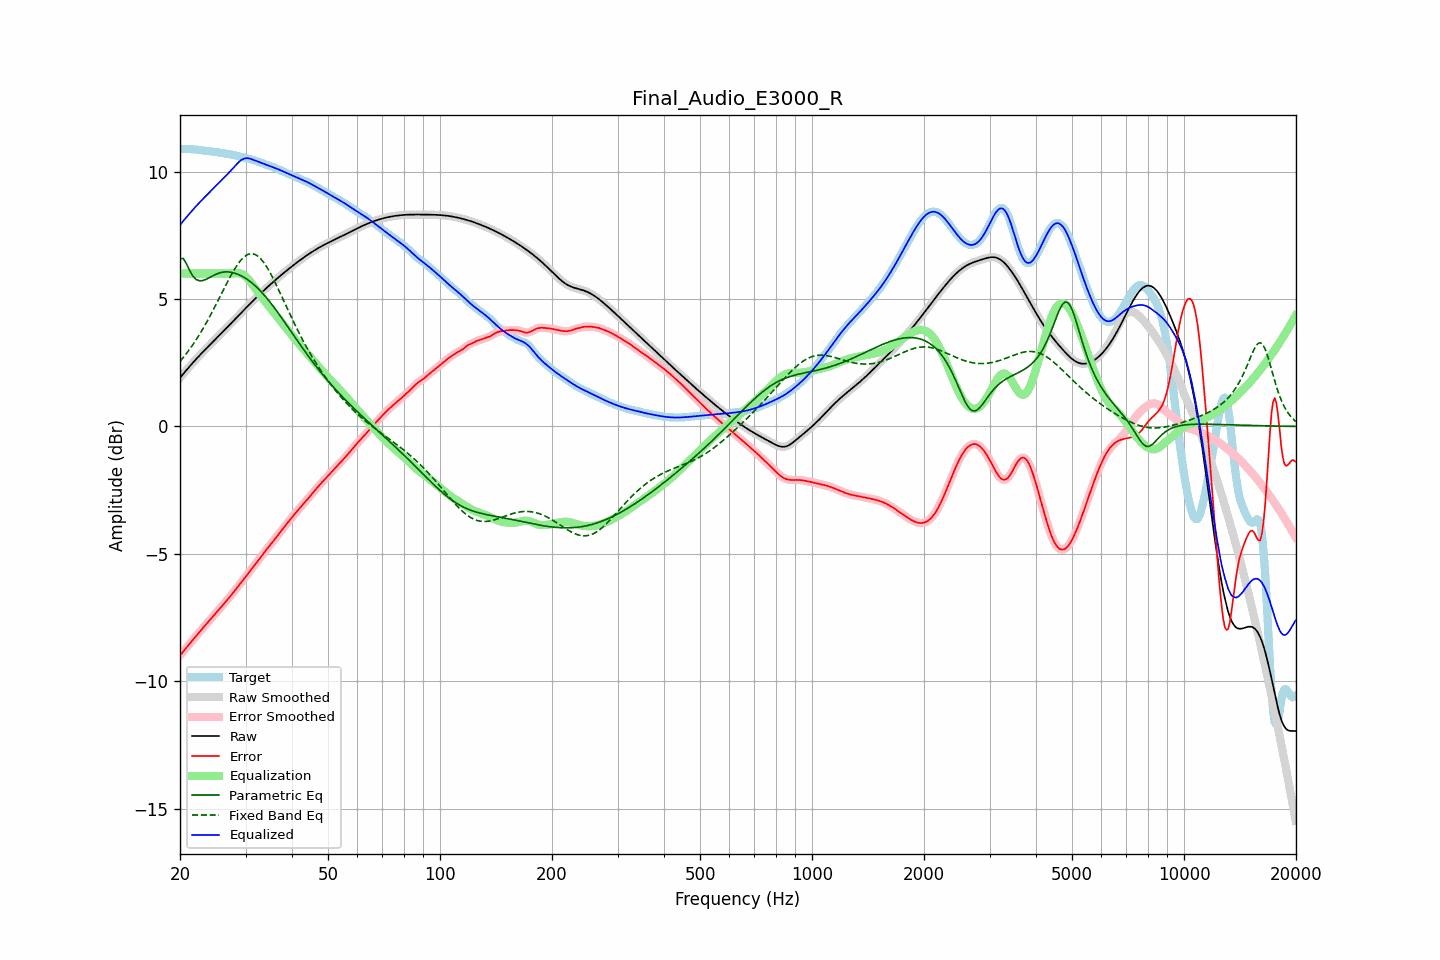 Final_Audio_E3000_R
Amplitude (dBr)
10
5
0
−5
−10
−15
Target
Raw Smoothed
Error Smoothed
Raw
Error
Equalization
Parametric Eq
Fixed Band Eq
Equalized
20 50 100 200 500 1000 2000 5000 10000 20000
Frequency (Hz)